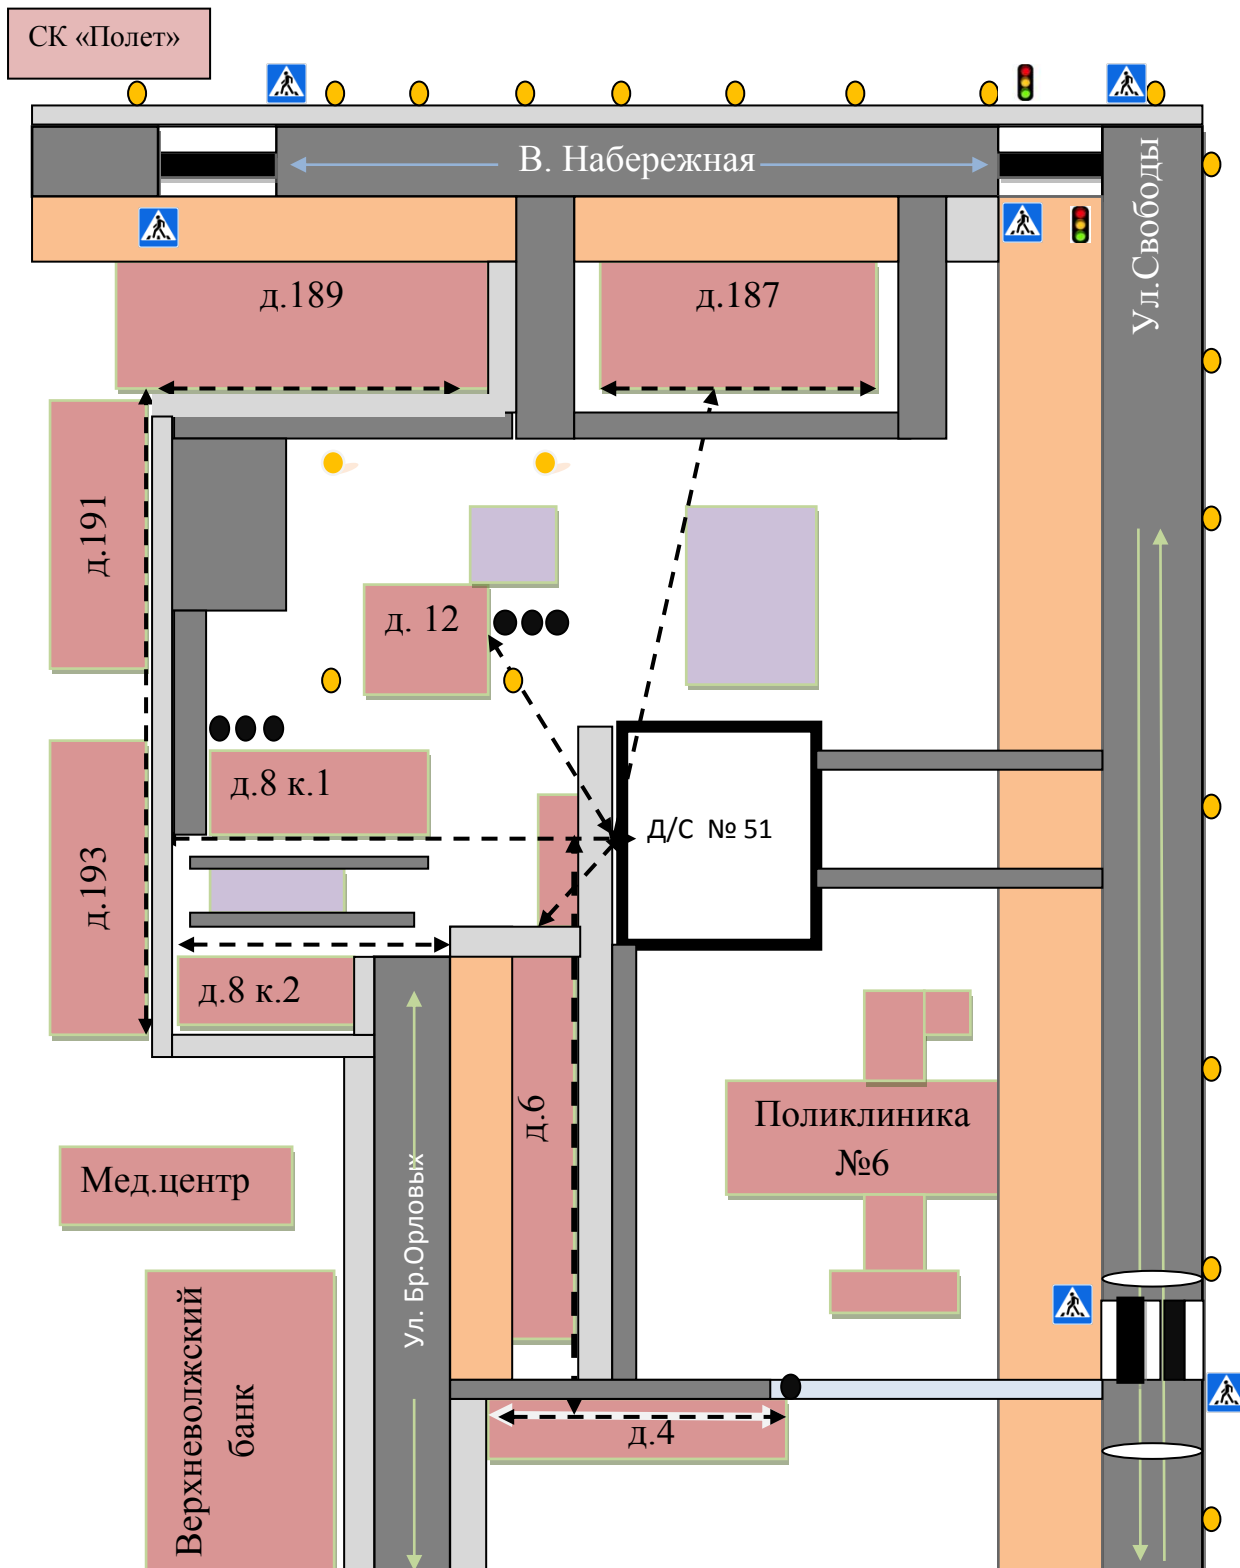 СК «Полет»
В. Набережная
Ул.Свободы
д.189
д.187
д.191
д. 12
д.8 к.1
Д/С № 51
д.193
д.8 к.2
д.6
Поликлиника
№6
Мед.центр
Ул. Бр.Орловых
Верхневолжский
банк
д.4